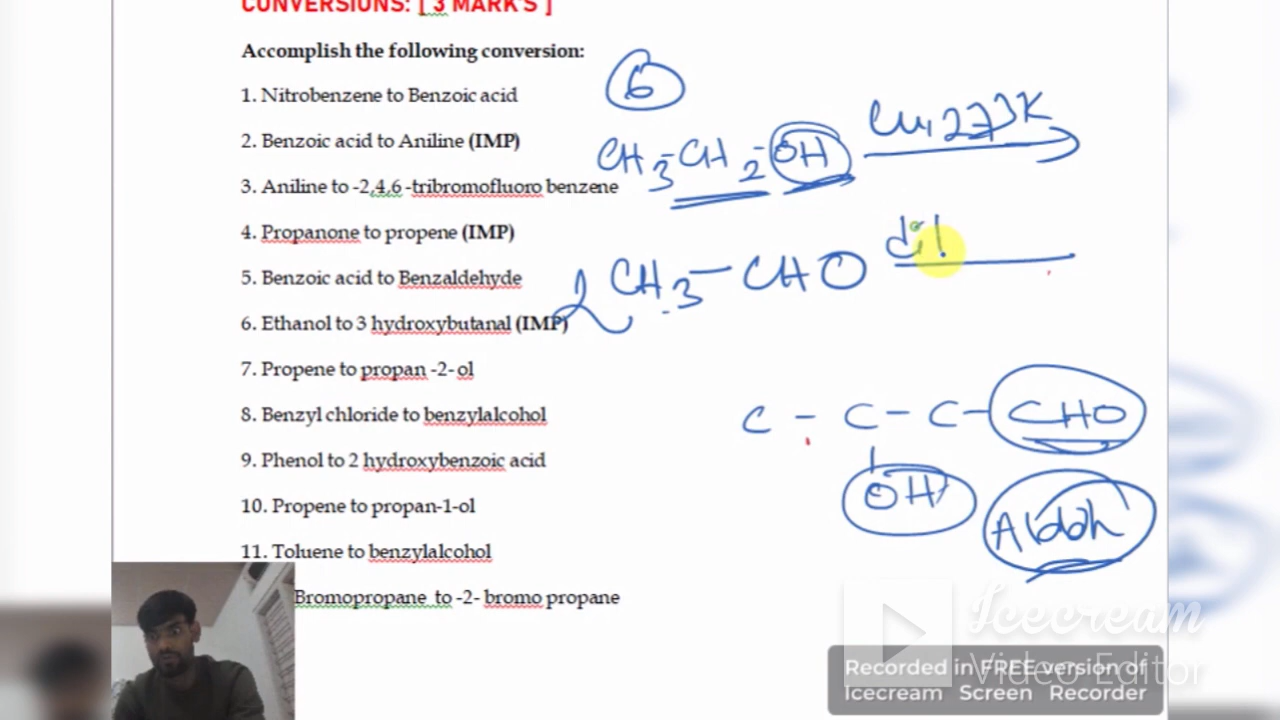 CONVERSIONS: [ 3 MARK'S ]
Accomplish the following conversion:
1. Nitrobenzene to Benzoic acid
2. Benzoic acid to Aniline (IMP)
3. Aniline to -2,4,6 -tribromofluoro benzene
4. Propanone to propene (IMP)
5. Benzoic acid to Benzaldehyde
6. Ethanol to 3 hydroxybutanal (IMP)
7. Propene to propan -2- ol
8. Benzyl chloride to benzylalcohol
9. Phenol to 2 hydroxybenzoic acid
10. Propene to propan-1-ol
11. Toluene to benzylalcohol
Bromopropane to -2- bromo propane
6
CH3-CH2-OH Cu, 273K
2 CH3-CHO dil.
C - C - C - CHO
OH
Icecream
Video Editor
Recorded in FREE version of
Icecream Screen Recorder